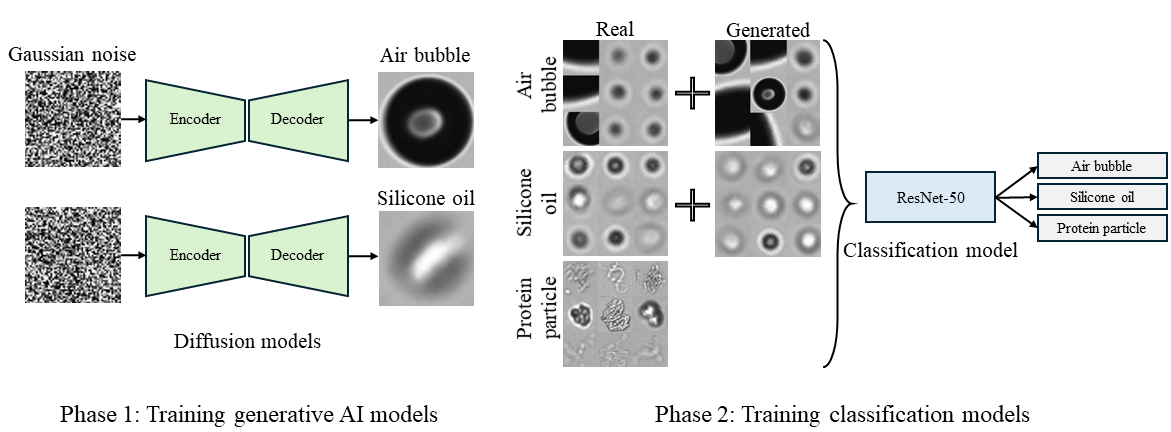 Gaussian noise
Air bubble
Encoder
Decoder
Silicone oil
Encoder
Decoder
Diffusion models
Phase 1: Training generative AI models
Real
Generated
Air
bubble
Silicone
oil
Protein
particle
ResNet-50
Classification model
Air bubble
Silicone oil
Protein particle
Phase 2: Training classification models